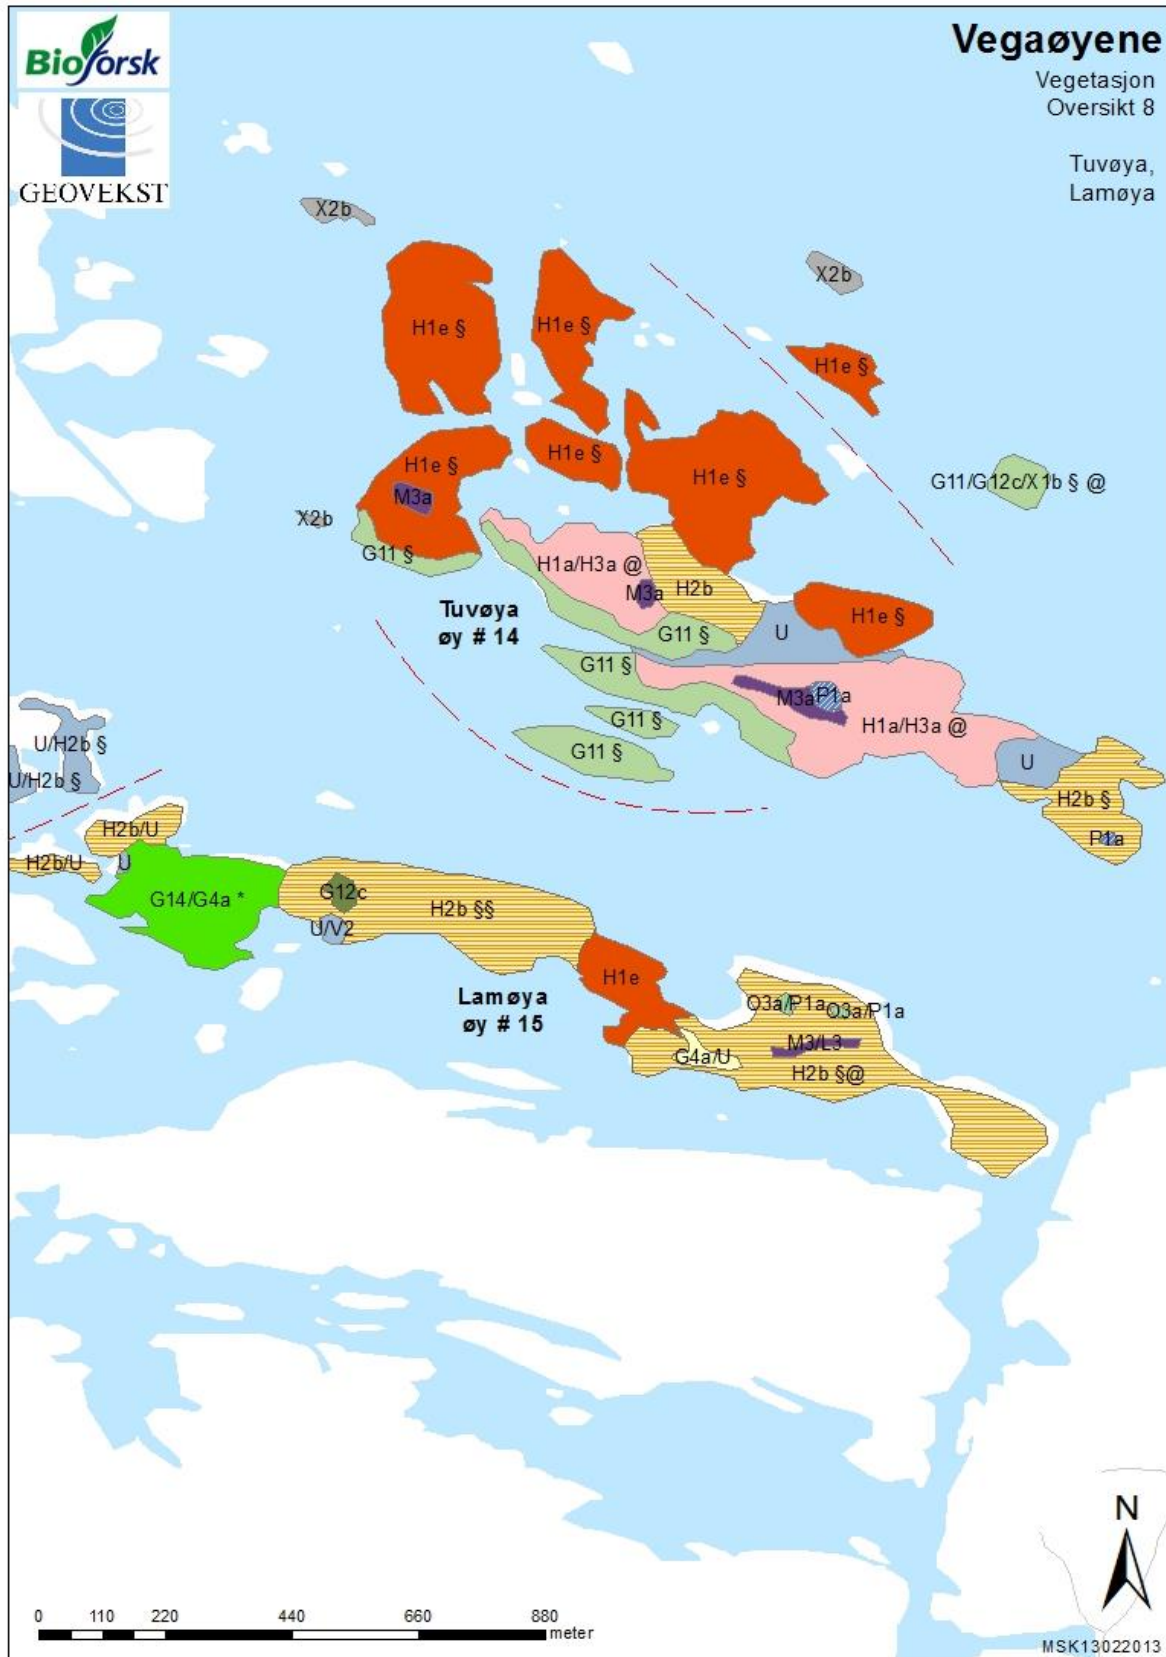 Bioforsk
GEOVEKST
Vegaøyene
Vegetasjon
Oversikt 8
Tuvøya,
Lamøya
X2b
X2b
H1e §
H1e §
H1e §
H1e §
H1e §
H1e §
M3a
G11/G12c/X1b § @
X2b
G11 §
H1a/H3a @
H2b
M3a
Tuvøya
øy # 14
H1e §
G11 §
U
G11 §
M3a
P1a
G11 §
H1a/H3a @
G11 §
U/H2b §
U/H2b §
U
H2b §
H2b/U
P1a
H2b/U
U
G14/G4a *
G12c
H2b §§
U/V2
H1e
Lamøya
øy # 15
O3a/P1a
O3a/P1a
M3/L3
G4a/U
H2b §@
N
0 110 220 440 660 880
meter
MSK13022013